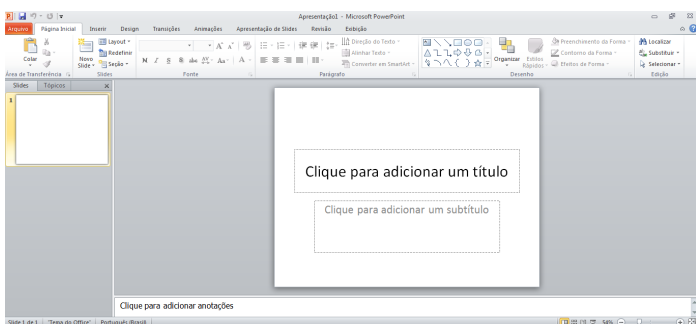 Apresentação1 - Microsoft PowerPoint
Arquivo Página Inicial Inserir Design Transições Animações Apresentação de Slides Revisão Exibição
Colar
Novo Slide
Layout
Redefinir
Seção
N I S S abc AV Aa A
Direção do Texto
Alinhar Texto
Converter em SmartArt
Organizar
Estilos Rápidos
Preenchimento da Forma
Contorno da Forma
Efeitos de Forma
Localizar
Substituir
Selecionar
Área de Transferência Slides Fonte Parágrafo Desenho Edição
Slides Tópicos
1
Clique para adicionar um título
Clique para adicionar um subtítulo
Clique para adicionar anotações
Slide 1 de 1 "Tema do Office" Português (Brasil) 54%